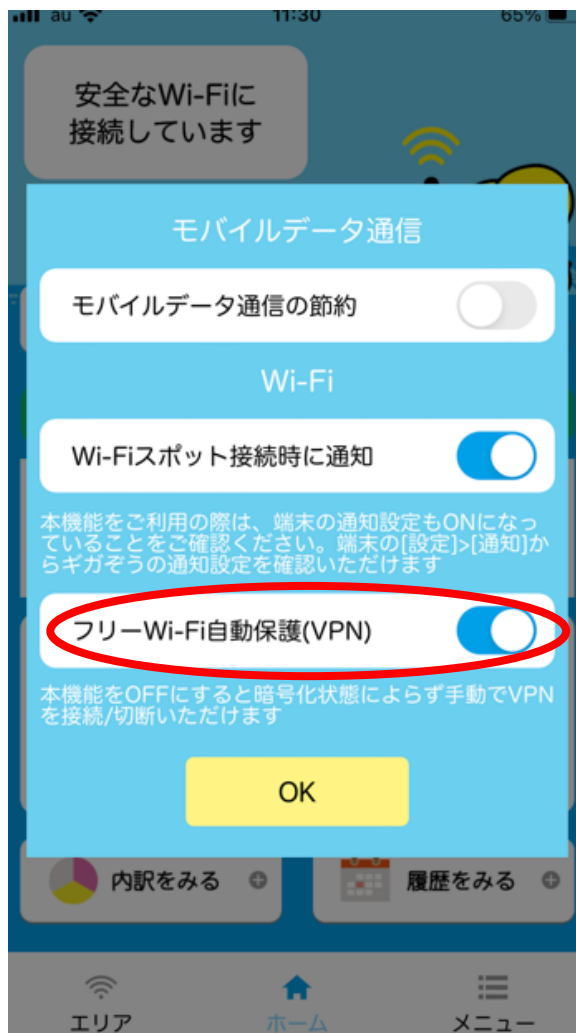 au 11:30 65%
安全なWi-Fiに
接続しています
モバイルデータ通信
モバイルデータ通信の節約
Wi-Fi
Wi-Fiスポット接続時に通知
本機能をご利用の際は、端末の通知設定もONになっ
ていることをご確認ください。端末の[設定]>[通知]か
らギガぞうの通知設定を確認いただけます
フリーWi-Fi自動保護(VPN)
本機能をOFFにすると暗号化状態によらず手動でVPN
を接続/切断いただけます
OK
内訳をみる 履歴をみる
エリア ホーム メニュー